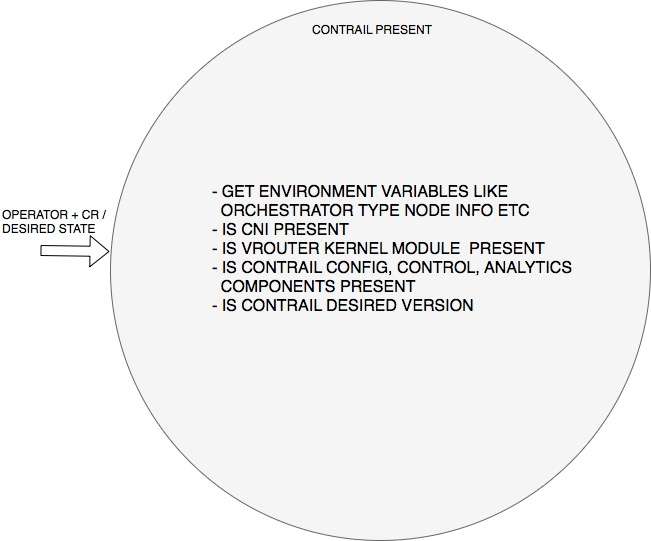 CONTRAIL PRESENT
- GET ENVIRONMENT VARIABLES LIKE
ORCHESTRATOR TYPE NODE INFO ETC
- IS CNI PRESENT
- IS VROUTER KERNEL MODULE PRESENT
- IS CONTRAIL CONFIG, CONTROL, ANALYTICS
COMPONENTS PRESENT
- IS CONTRAIL DESIRED VERSION
OPERATOR + CR /
DESIRED STATE